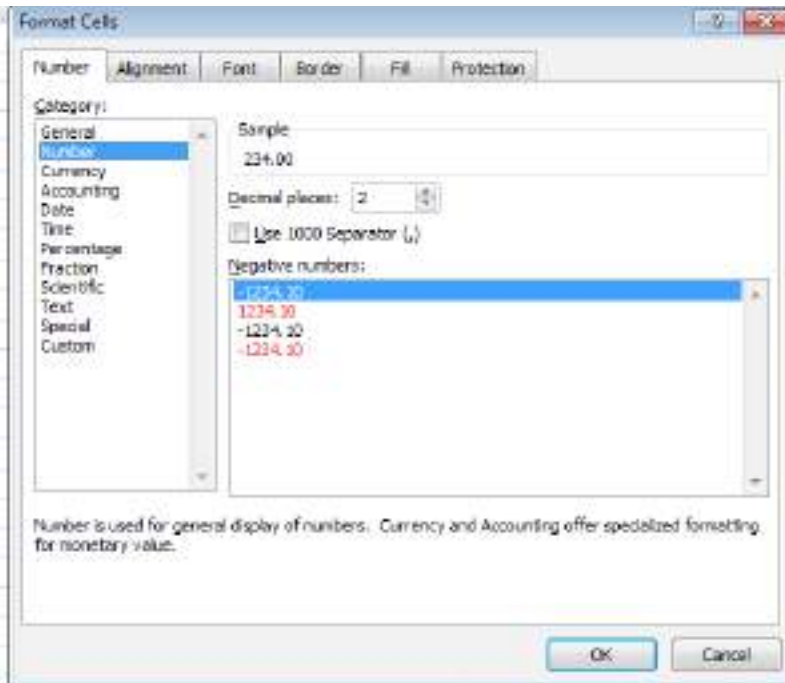 Format Cells
Number
Alignment
Font
Border
Fill
Protection
Category:
General
Number
Currency
Accounting
Date
Time
Percentage
Fraction
Scientific
Text
Special
Custom
Sample
234.00
Decimal places: 2
Use 1000 Separator (,)
Negative numbers:
-1234.10
1234.10
-1234.10
-1234.10
Number is used for general display of numbers. Currency and Accounting offer specialized formatting
for monetary value.
OK
Cancel